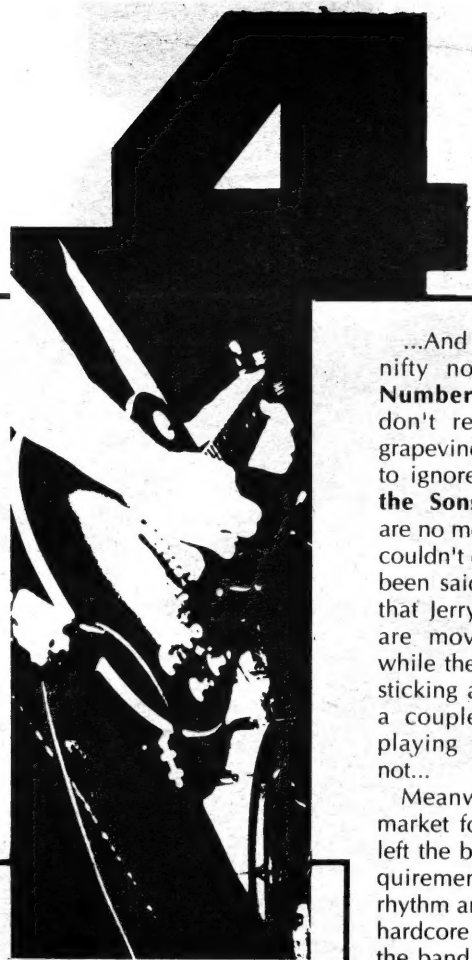 4
...And
nifty no
Number
don't re
grapevine
to ignore
the Sons
are no mo
couldn't
been said
that Jerry
are mov
while the
sticking a
a couple
playing
not...
Meanw
market fo
left the b
quiremen
rhythm an
hardcore
the band